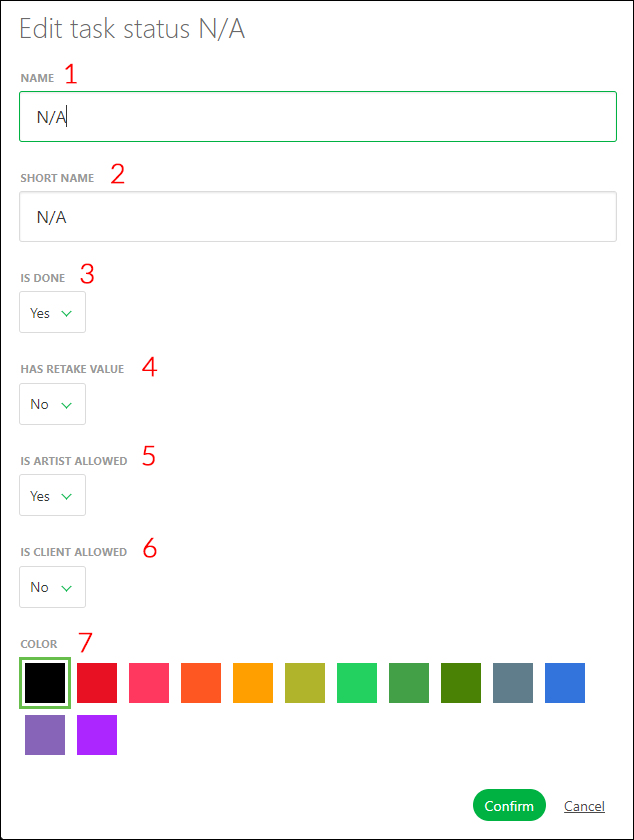 Edit task status N/A
NAME 1
N/A
SHORT NAME 2
N/A
IS DONE 3
Yes
HAS RETAKE VALUE 4
No
IS ARTIST ALLOWED 5
Yes
IS CLIENT ALLOWED 6
No
COLOR 7
Confirm Cancel